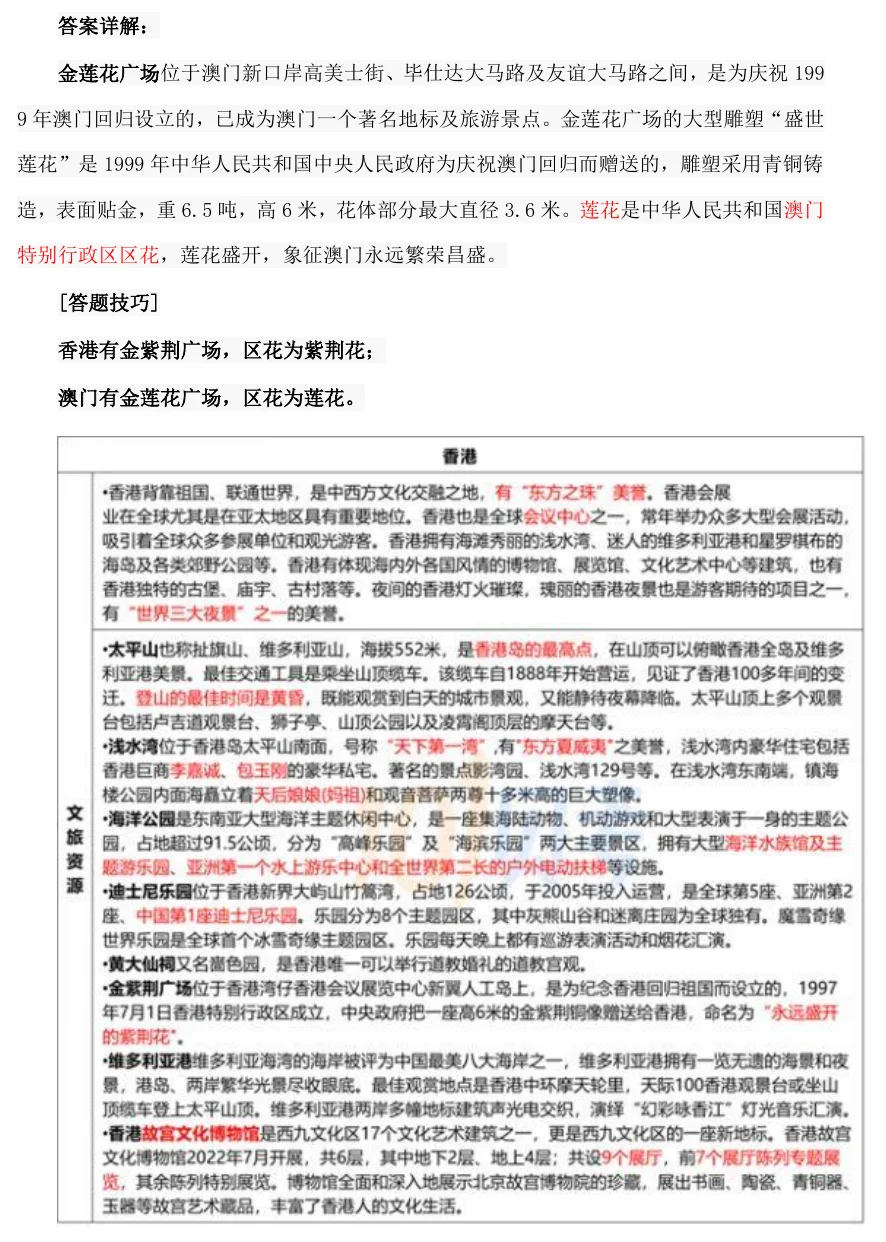 答案详解：
金莲花广场位于澳门新口岸高美士街、毕仕达大马路及友谊大马路之间，是为庆祝 199
9 年澳门回归设立的，已成为澳门一个著名地标及旅游景点。金莲花广场的大型雕塑“盛世
莲花”是 1999 年中华人民共和国中央人民政府为庆祝澳门回归而赠送的，雕塑采用青铜铸
造，表面贴金，重 6.5 吨，高 6 米，花体部分最大直径 3.6 米。莲花是中华人民共和国澳门
特别行政区区花，莲花盛开，象征澳门永远繁荣昌盛。
[答题技巧]
香港有金紫荆广场，区花为紫荆花；
澳门有金莲花广场，区花为莲花。
香港
文旅资源
•香港背靠祖国、联通世界，是中西方文化交融之地，有“东方之珠”美誉。香港会展
业在全球尤其是在亚太地区具有重要地位。香港也是全球会议中心之一，常年举办众多大型会展活动，
吸引着全球众多参展单位和观光游客。香港拥有海滩秀丽的浅水湾、迷人的维多利亚港和星罗棋布的
海岛及各类郊野公园等。香港有体现海内外各国风情的博物馆、展览馆、文化艺术中心等建筑，也有
香港独特的古堡、庙宇、古村落等。夜间的香港灯火璀璨，瑰丽的香港夜景也是游客期待的项目之一，
有“世界三大夜景”之一的美誉。
•太平山也称扯旗山、维多利亚山，海拔552米，是香港岛的最高点，在山顶可以俯瞰香港全岛及维多
利亚港美景。最佳交通工具是乘坐山顶缆车。该缆车自1888年开始营运，见证了香港100多年间的变
迁。登山的最佳时间是黄昏，既能观赏到白天的城市景观，又能静待夜幕降临。太平山顶上多个观景
台包括卢吉道观景台、狮子亭、山顶公园以及凌霄阁顶层的摩天台等。
•浅水湾位于香港岛太平山南面，号称“天下第一湾”,有"东方夏威夷"之美誉，浅水湾内豪华住宅包括
香港巨商李嘉诚、包玉刚的豪华私宅。著名的景点影湾园、浅水湾129号等。在浅水湾东南端，镇海
楼公园内面海矗立着天后娘娘(妈祖)和观音菩萨两尊十多米高的巨大塑像。
•海洋公园是东南亚大型海洋主题休闲中心，是一座集海陆动物、机动游戏和大型表演于一身的主题公
园，占地超过91.5公顷，分为“高峰乐园”及“海滨乐园”两大主要景区，拥有大型海洋水族馆及主
题游乐园、亚洲第一个水上游乐中心和全世界第二长的户外电动扶梯等设施。
•迪士尼乐园位于香港新界大屿山竹篙湾，占地126公顷，于2005年投入运营，是全球第5座、亚洲第2
座、中国第1座迪士尼乐园。乐园分为8个主题园区，其中灰熊山谷和迷离庄园为全球独有。魔雪奇缘
世界乐园是全球首个冰雪奇缘主题园区。乐园每天晚上都有巡游表演活动和烟花汇演。
•黄大仙祠又名啬色园，是香港唯一可以举行道教婚礼的道教宫观。
•金紫荆广场位于香港湾仔香港会议展览中心新翼人工岛上，是为纪念香港回归祖国而设立的，1997
年7月1日香港特别行政区成立，中央政府把一座高6米的金紫荆铜像赠送给香港，命名为“永远盛开
的紫荆花"。
•维多利亚港维多利亚海湾的海岸被评为中国最美八大海岸之一，维多利亚港拥有一览无遗的海景和夜
景，港岛、两岸繁华光景尽收眼底。最佳观赏地点是香港中环摩天轮里，天际100香港观景台或坐山
顶缆车登上太平山顶。维多利亚港两岸多幢地标建筑声光电交织，演绎“幻彩咏香江”灯光音乐汇演。
•香港故宫文化博物馆是西九文化区17个文化艺术建筑之一，更是西九文化区的一座新地标。香港故宫
文化博物馆2022年7月开展，共6层，其中地下2层、地上4层；共设9个展厅，前7个展厅陈列专题展
览，其余陈列特别展览。博物馆全面和深入地展示北京故宫博物院的珍藏，展出书画、陶瓷、青铜器、
玉器等故宫艺术藏品，丰富了香港人的文化生活。